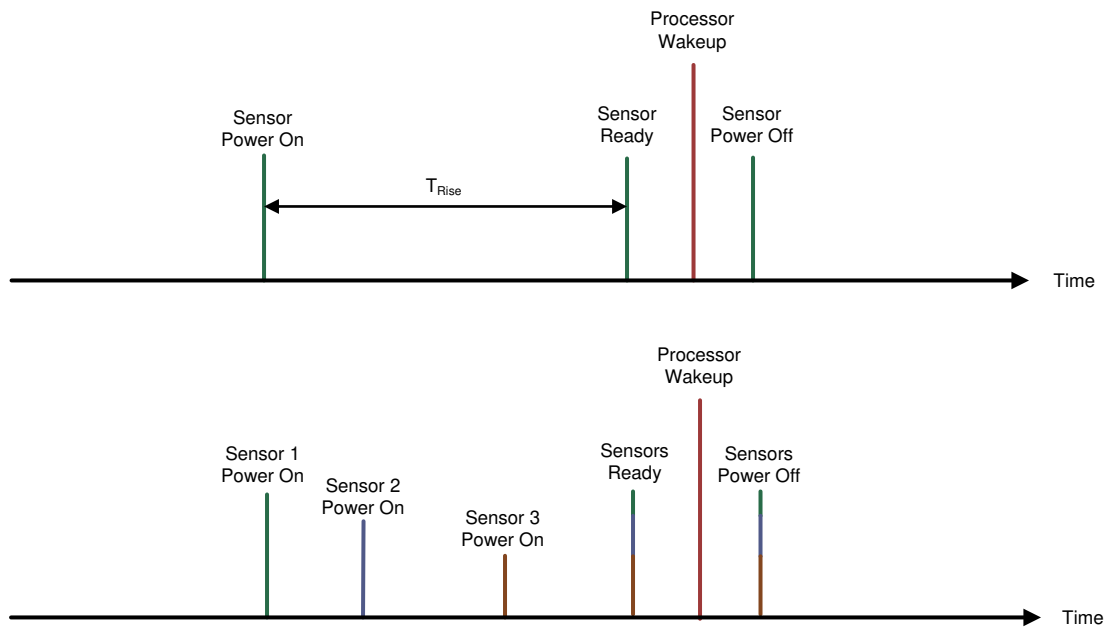 Processor
Wakeup
Sensor
Power On
Sensor
Ready
Sensor
Power Off
TRise
Time
Processor
Wakeup
Sensor 1
Power On
Sensor 2
Power On
Sensor 3
Power On
Sensors
Ready
Sensors
Power Off
Time